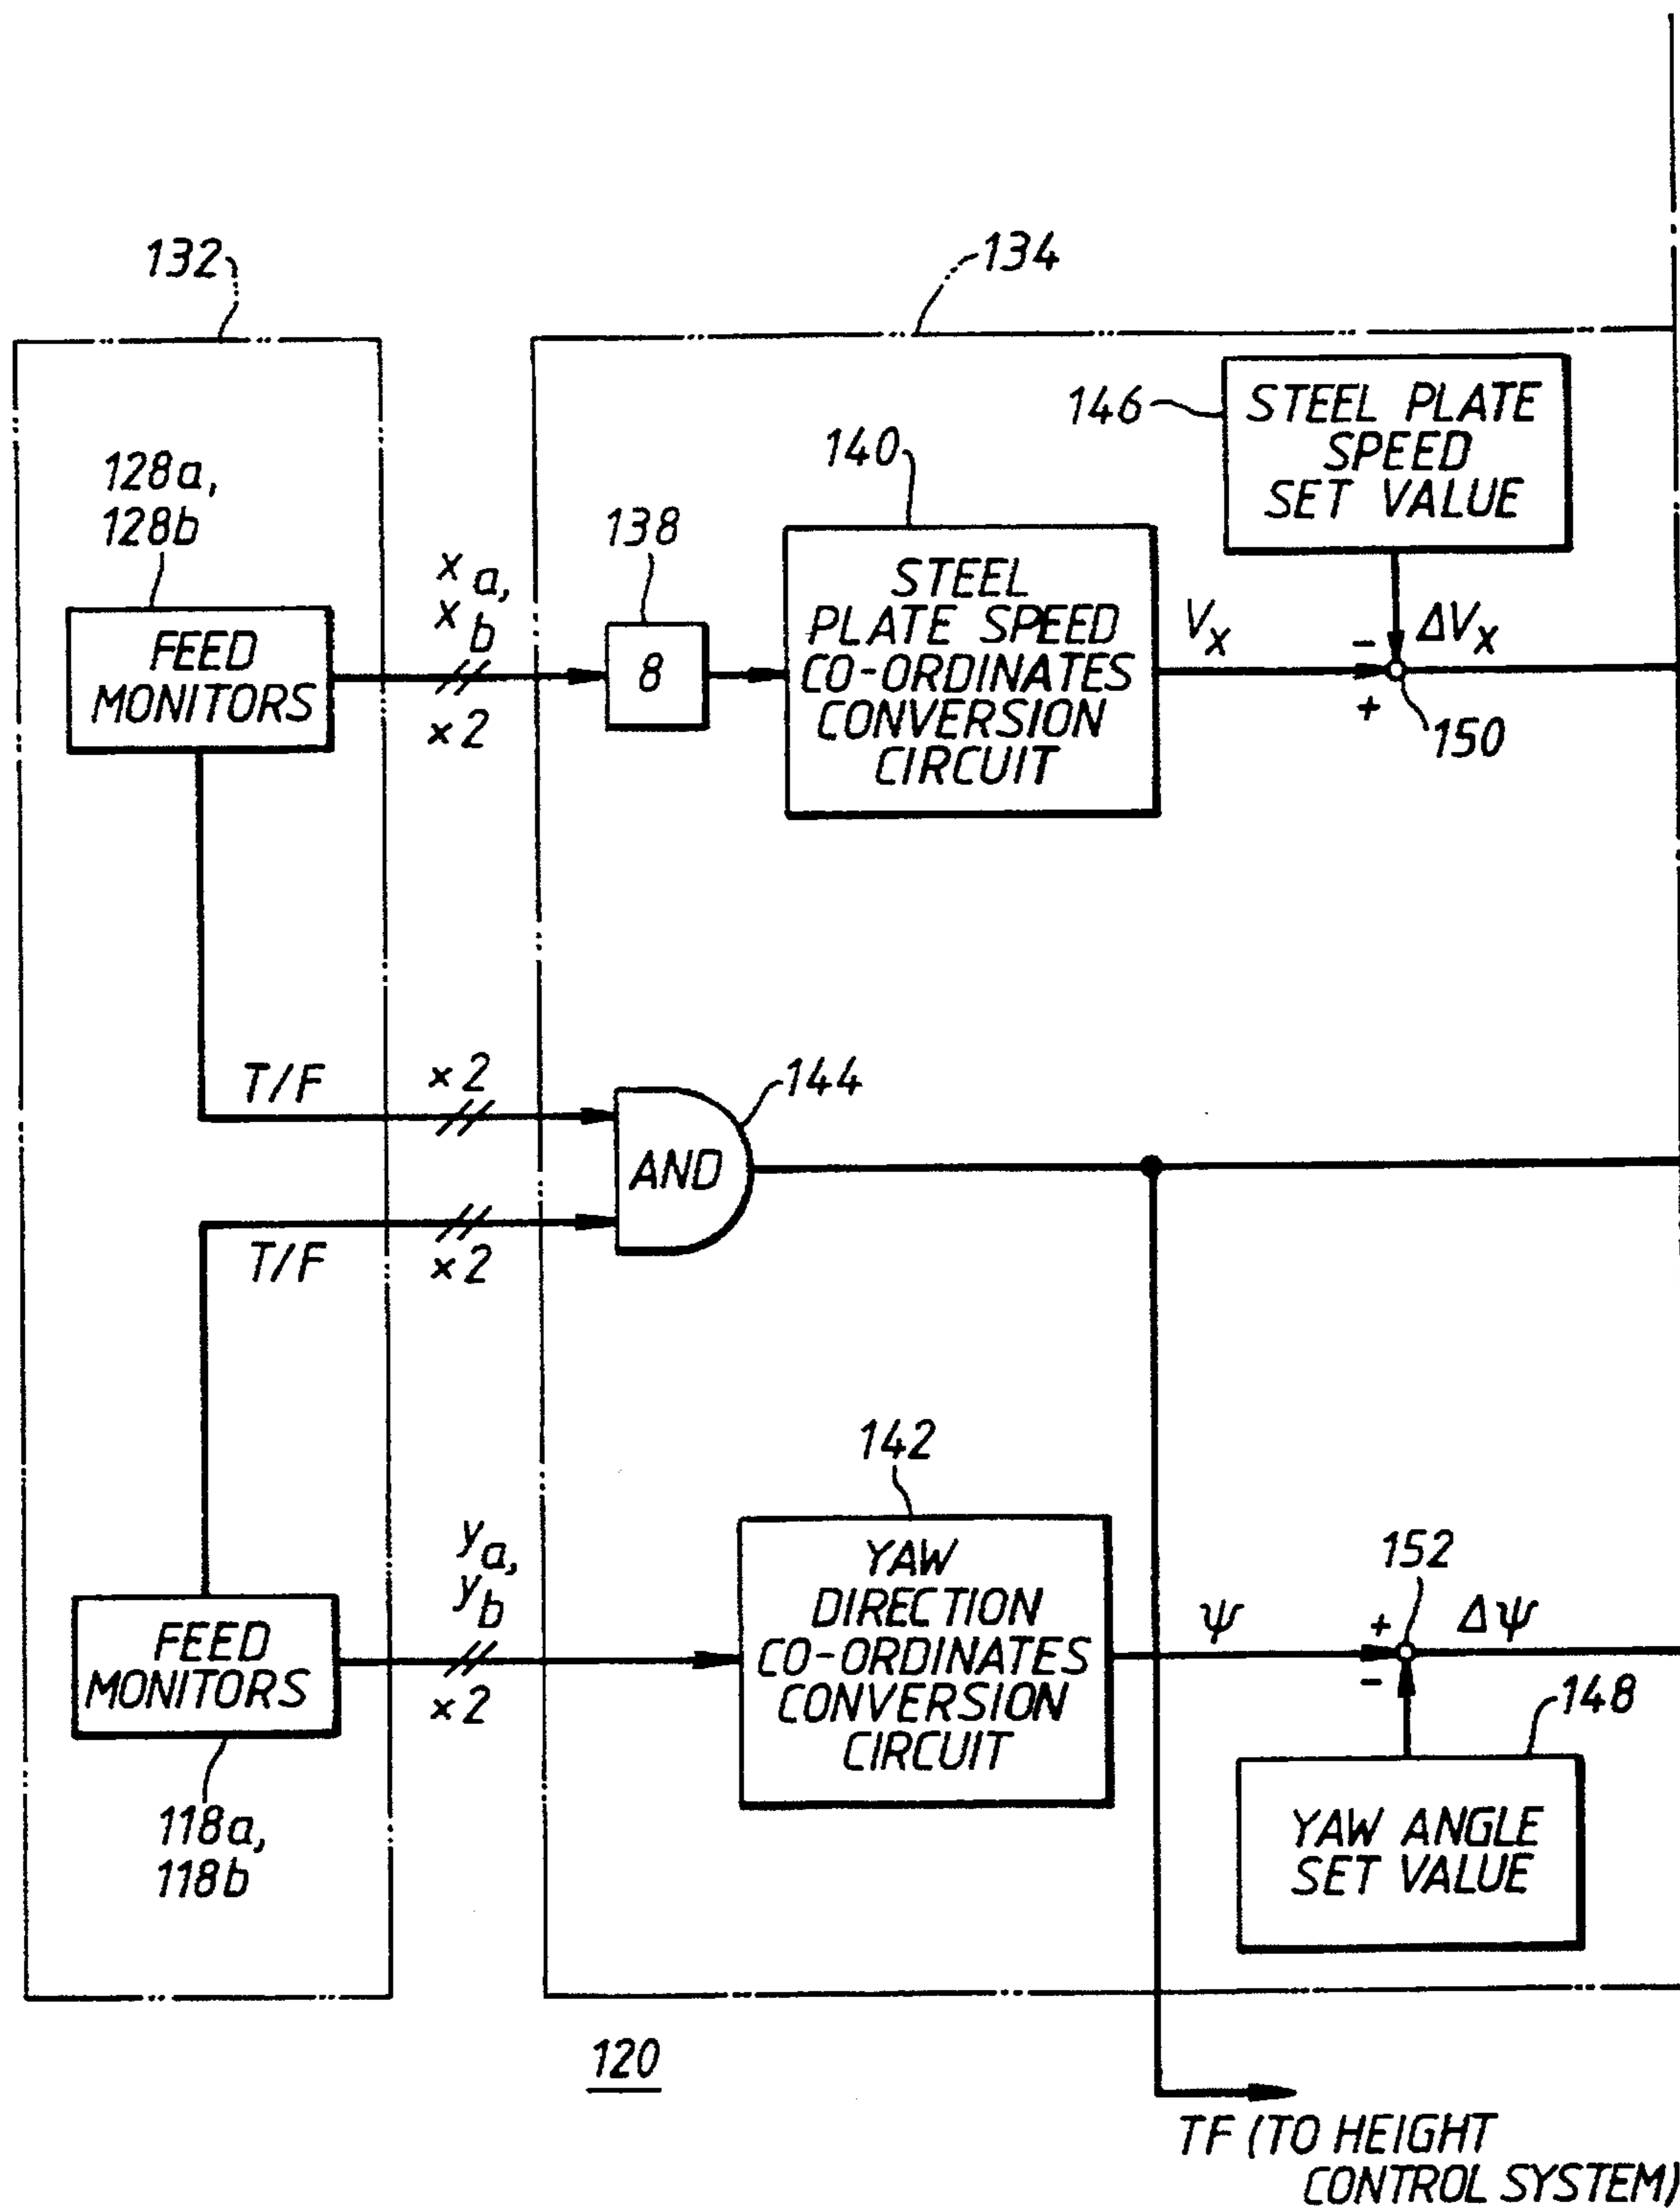 132
134
146
STEEL PLATE
SPEED
SET VALUE
128a,
128b
138
140
xa,
xb
FEED
MONITORS
×2
8
STEEL
PLATE SPEED
CO-ORDINATES
CONVERSION
CIRCUIT
Vx
-
ΔVx
+
150
T/F
×2
144
AND
T/F
×2
142
ya,
yb
FEED
MONITORS
×2
YAW
DIRECTION
CO-ORDINATES
CONVERSION
CIRCUIT
152
ψ
+
Δψ
-
148
118a,
118b
YAW ANGLE
SET VALUE
120
TF (TO HEIGHT
CONTROL SYSTEM)